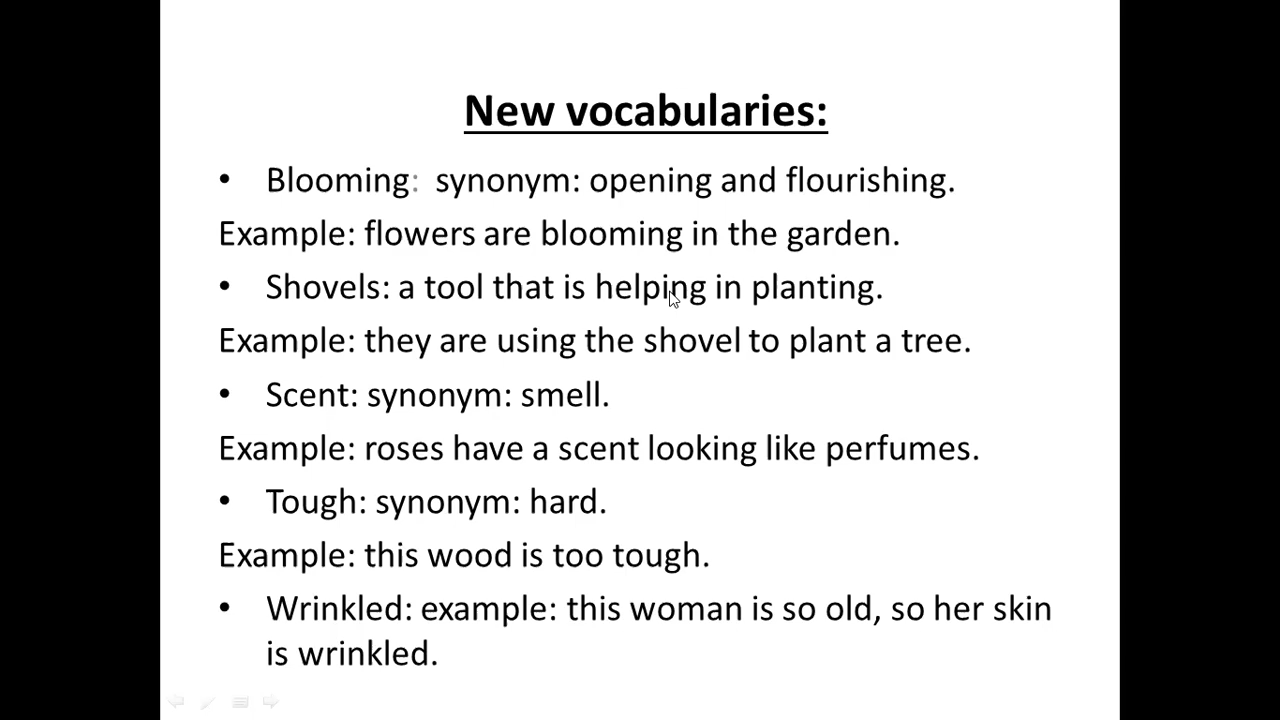 New vocabularies:
• Blooming: synonym: opening and flourishing.
Example: flowers are blooming in the garden.
• Shovels: a tool that is helping in planting.
Example: they are using the shovel to plant a tree.
• Scent: synonym: smell.
Example: roses have a scent looking like perfumes.
• Tough: synonym: hard.
Example: this wood is too tough.
• Wrinkled: example: this woman is so old, so her skin
is wrinkled.